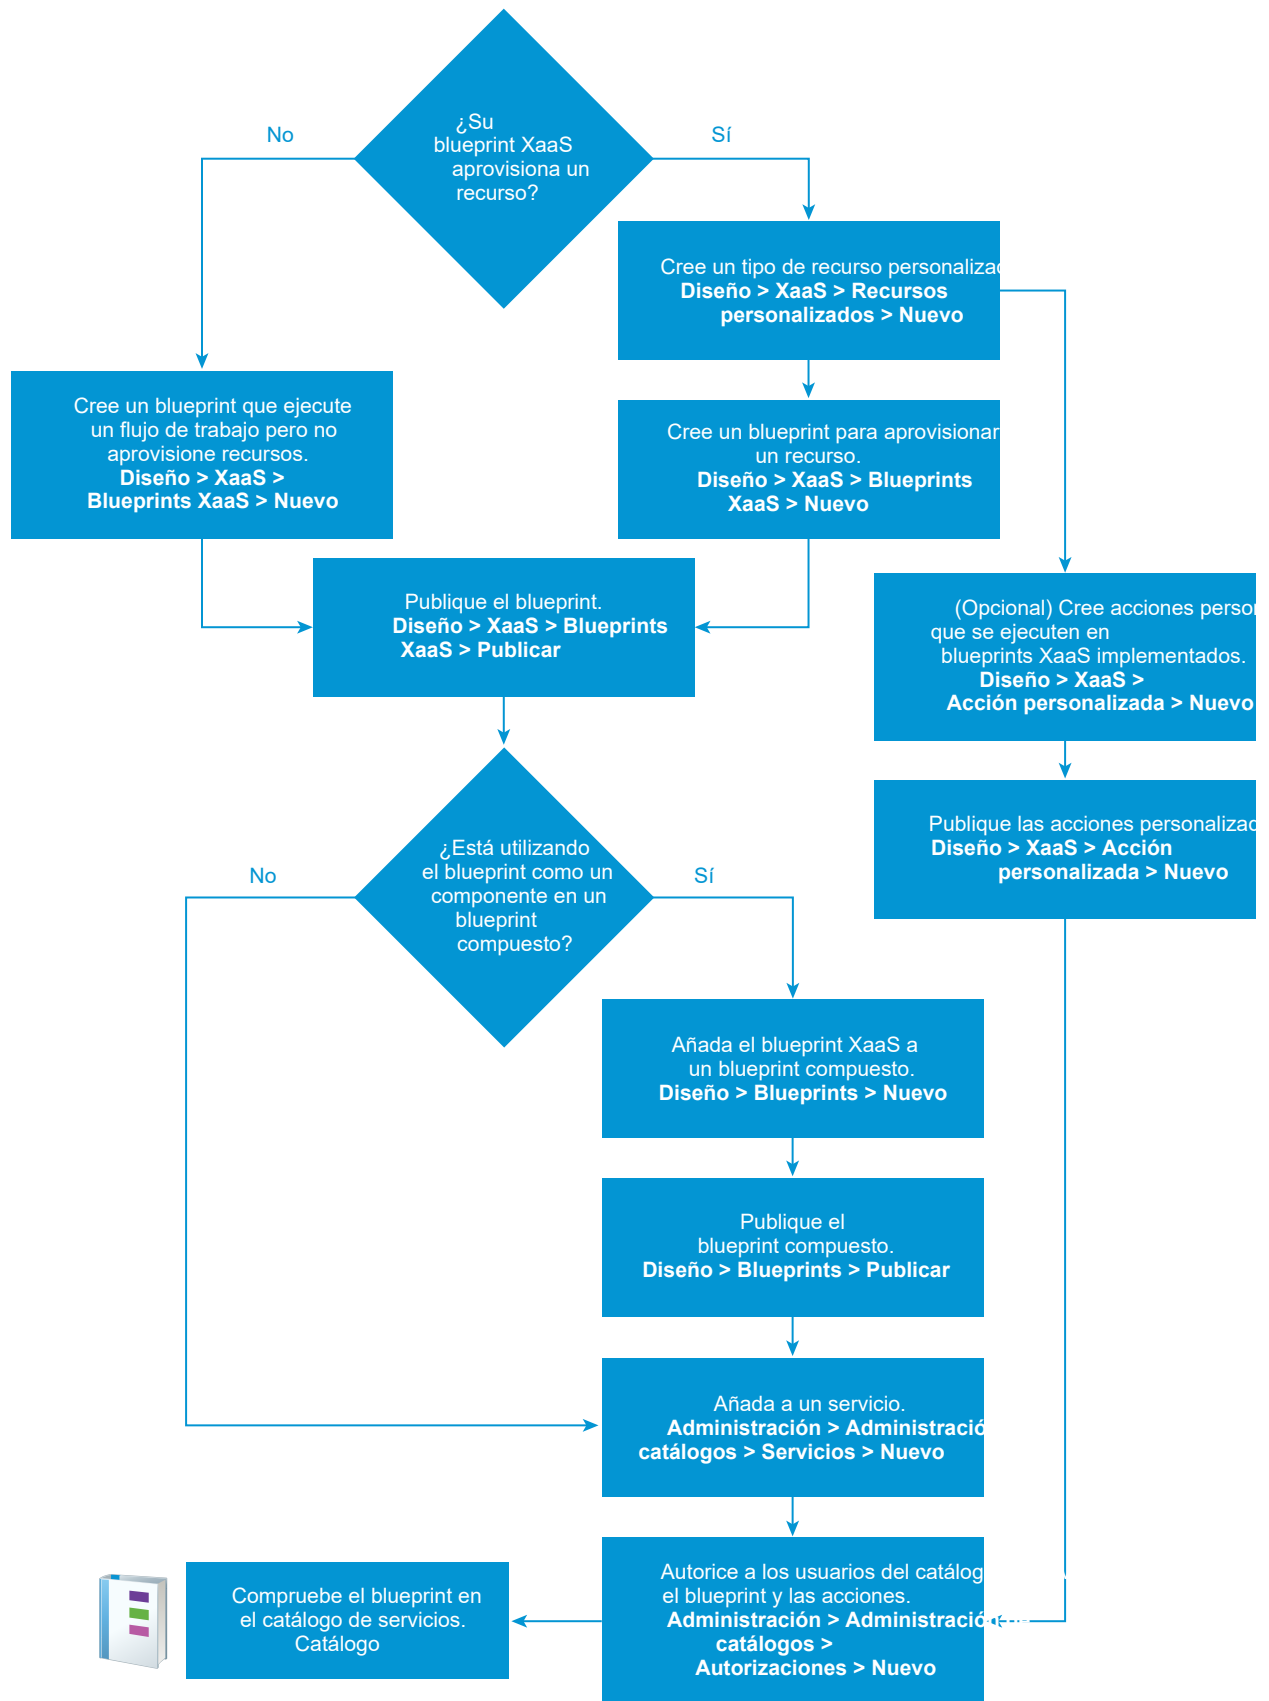 ¿Su
blueprint XaaS
aprovisiona un
recurso?
No
Sí
Cree un tipo de recurso
Diseño > XaaS > Recursos
personalizados > Nuevo
Cree un blueprint que ejecute
un flujo de trabajo pero no
aprovisione recursos.
Diseño > XaaS >
Blueprints XaaS > Nuevo
Cree un blueprint para aprovisionar
un recurso.
Diseño > XaaS > Blueprints
XaaS > Nuevo
Publique el blueprint.
Diseño > XaaS > Blueprints
XaaS > Publicar
(Opcional) Cree acciones
que se ejecuten en
blueprints XaaS implementados.
Diseño > XaaS >
Acción personalizada > Nuevo
Publique las acciones
Diseño > XaaS > Acción
personalizada > Nuevo
¿Está utilizando
el blueprint como un
componente en un
blueprint
compuesto?
No
Sí
Añada el blueprint XaaS a
un blueprint compuesto.
Diseño > Blueprints > Nuevo
Publique el
blueprint compuesto.
Diseño > Blueprints > Publicar
Añada a un servicio.
Administración >
catálogos > Servicios > Nuevo
Autorice a los usuarios del
el blueprint y las acciones.
Administración > Administración de
catálogos >
Autorizaciones > Nuevo
Compruebe el blueprint en
el catálogo de servicios.
Catálogo